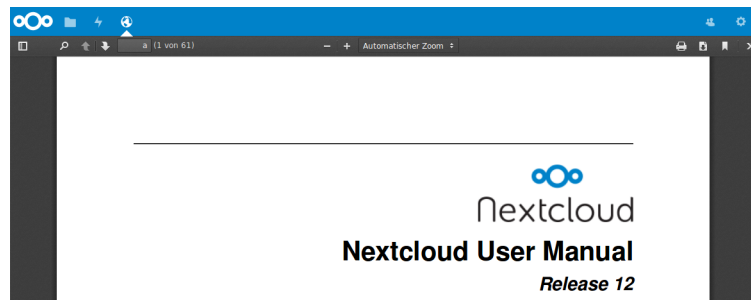 a (1 von 61)
Automatischer Zoom
Nextcloud
Nextcloud User Manual
Release 12